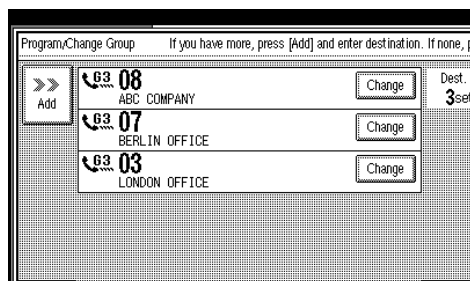 Program/Change Group If you have more, press [Add] and enter destination. If none, p
>> Add
G3 08 Change
ABC COMPANY
G3 07 Change
BERLIN OFFICE
G3 03 Change
LONDON OFFICE
Dest.
3set